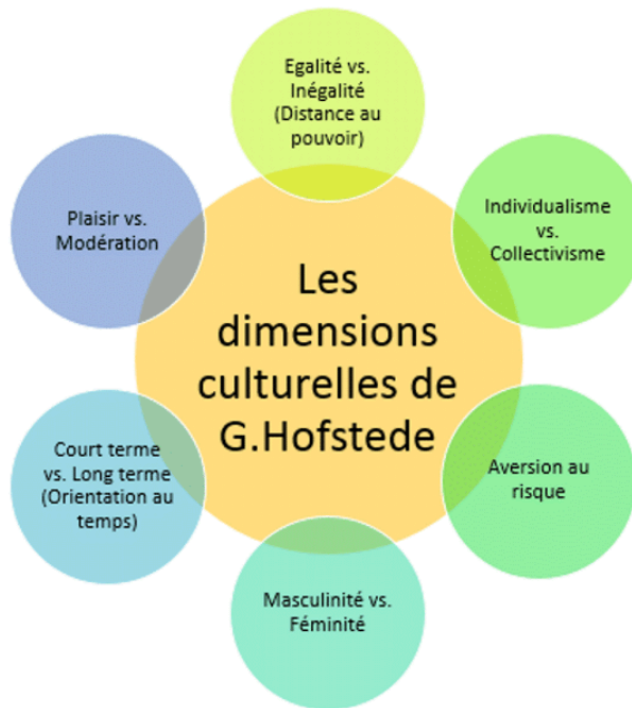 Egalité vs.
Inégalité
(Distance au
pouvoir)
Individualisme
vs.
Collectivisme
Aversion au
risque
Masculinité vs.
Féminité
Court terme
vs. Long terme
(Orientation au
temps)
Plaisir vs.
Modération
Les
dimensions
culturelles de
G.Hofstede